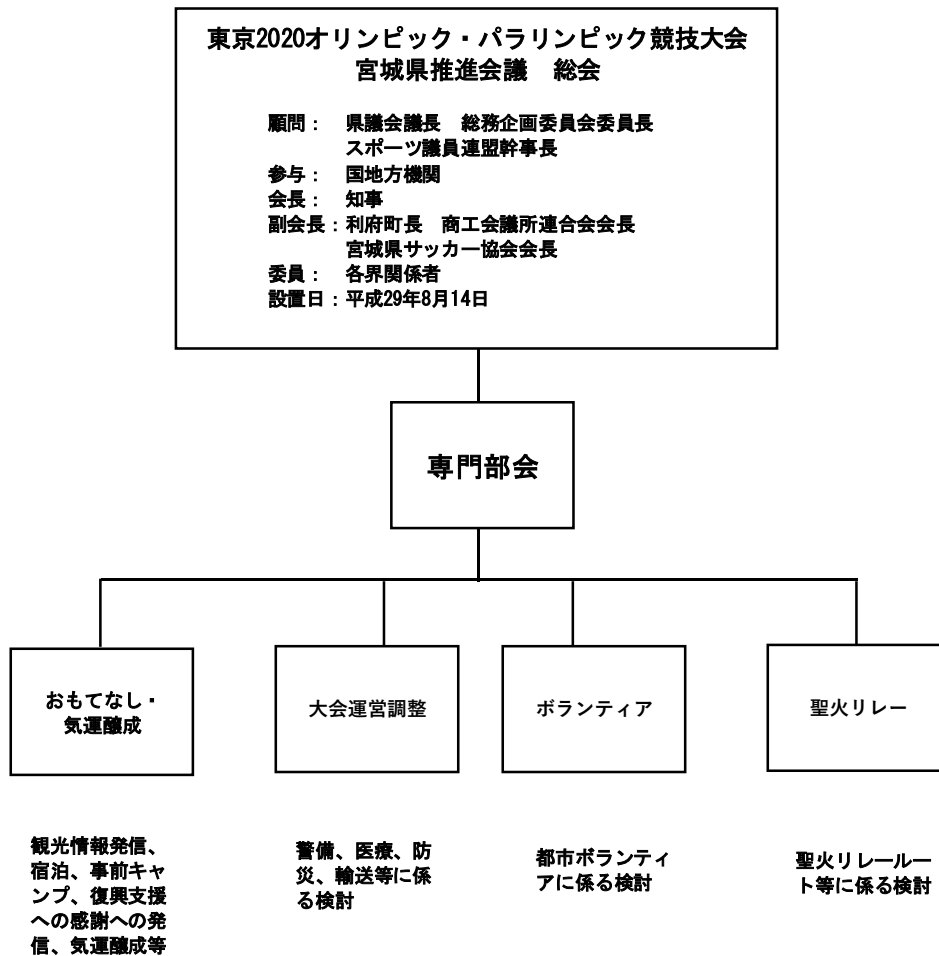 東京2020オリンピック・パラリンピック競技大会
宮城県推進会議　総会
顧問：　県議会議長　総務企画委員会委員長
スポーツ議員連盟幹事長
参与：　国地方機関
会長：　知事
副会長：利府町長　商工会議所連合会会長
宮城県サッカー協会会長
委員：　各界関係者
設置日：平成29年8月14日
専門部会
おもてなし・
気運醸成
大会運営調整
ボランティア
聖火リレー
観光情報発信、
宿泊、事前キャ
ンプ、復興支援
への感謝への発
信、気運醸成等
警備、医療、防
災、輸送等に係
る検討
都市ボランティ
アに係る検討
聖火リレールー
ト等に係る検討